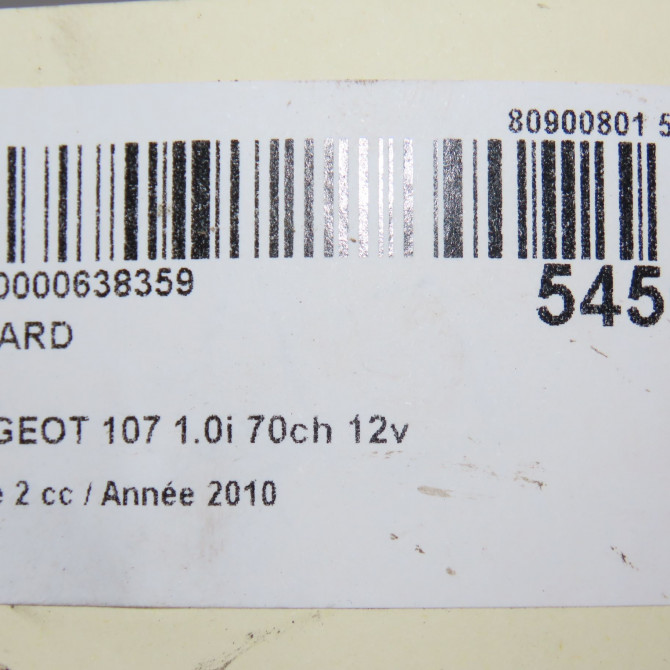 80900801 5
0000638359
545
ARD
GEOT 107 1.0i 70ch 12v
e 2 cc / Année 2010